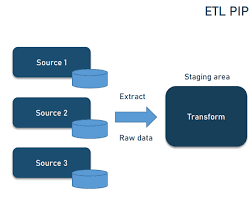 ETL PIP
Source 1
Staging area
Extract
Source 2
Transform
Raw data
Source 3